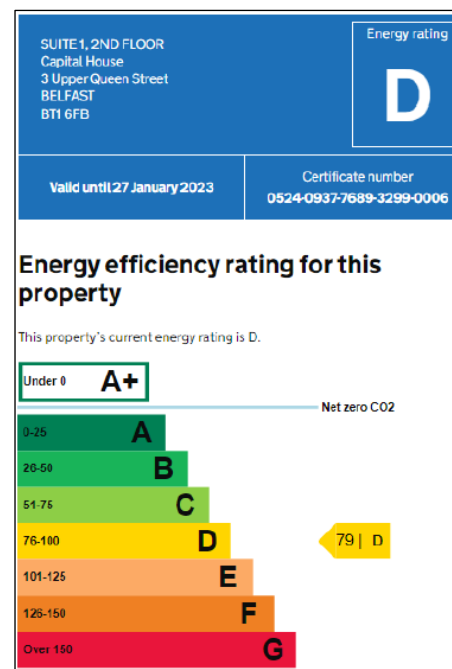 SUITE 1, 2ND FLOOR
Capital House
3 Upper Queen Street
BELFAST
BT1 6FB
Energy rating
D
Valid until 27 January 2023
Certificate number
0524-0937-7689-3299-0006
Energy efficiency rating for this
property
This property's current energy rating is D.
Under 0 A+
Net zero CO2
0-25 A
26-50 B
51-75 C
76-100 D
79 | D
101-125 E
126-150 F
Over 150 G